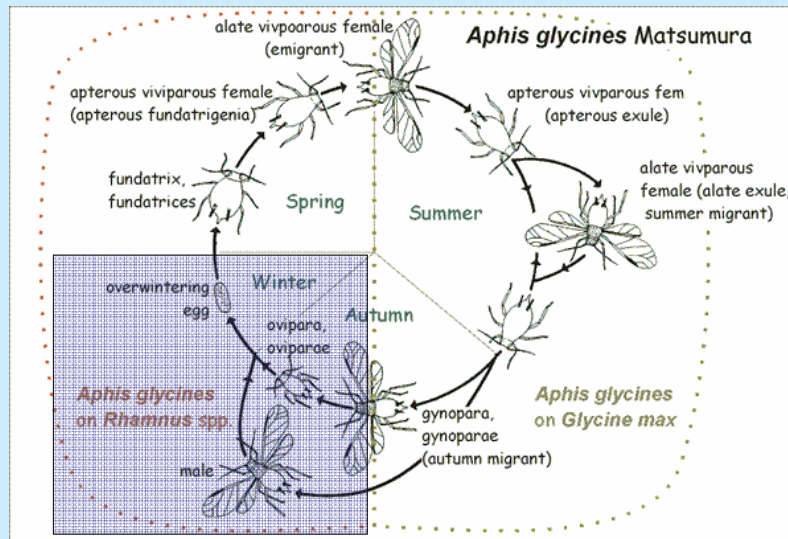 alate vivpoarous female
(emigrant)
Aphis glycines Matsumura
apterous viviparous female
(apterous fundatrigenia)
apterous vivparous fem
(apterous exule)
alate vivparous
female (alate exule,
summer migrant)
fundatrix,
fundatrices
Spring
Summer
Winter
overwintering
egg
Autumn
ovipara,
oviparae
Aphis glycines
on Rhamnus spp.
Aphis glycines
on Glycine max
gynopara,
gynoparae
(autumn migrant)
male